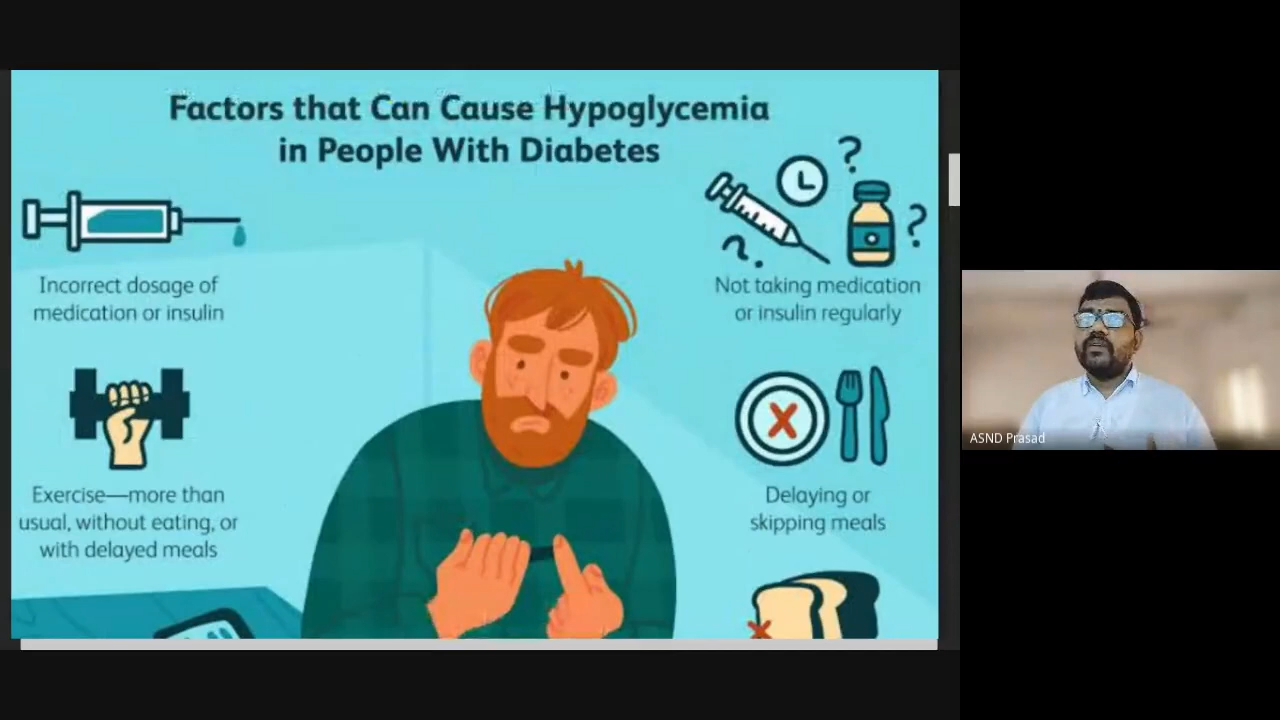 Factors that Can Cause Hypoglycemia
in People With Diabetes
?
?
?
Incorrect dosage of
medication or insulin
Not taking medication
or insulin regularly
Exercise—more than
usual, without eating, or
with delayed meals
Delaying or
skipping meals
ASND Prasad